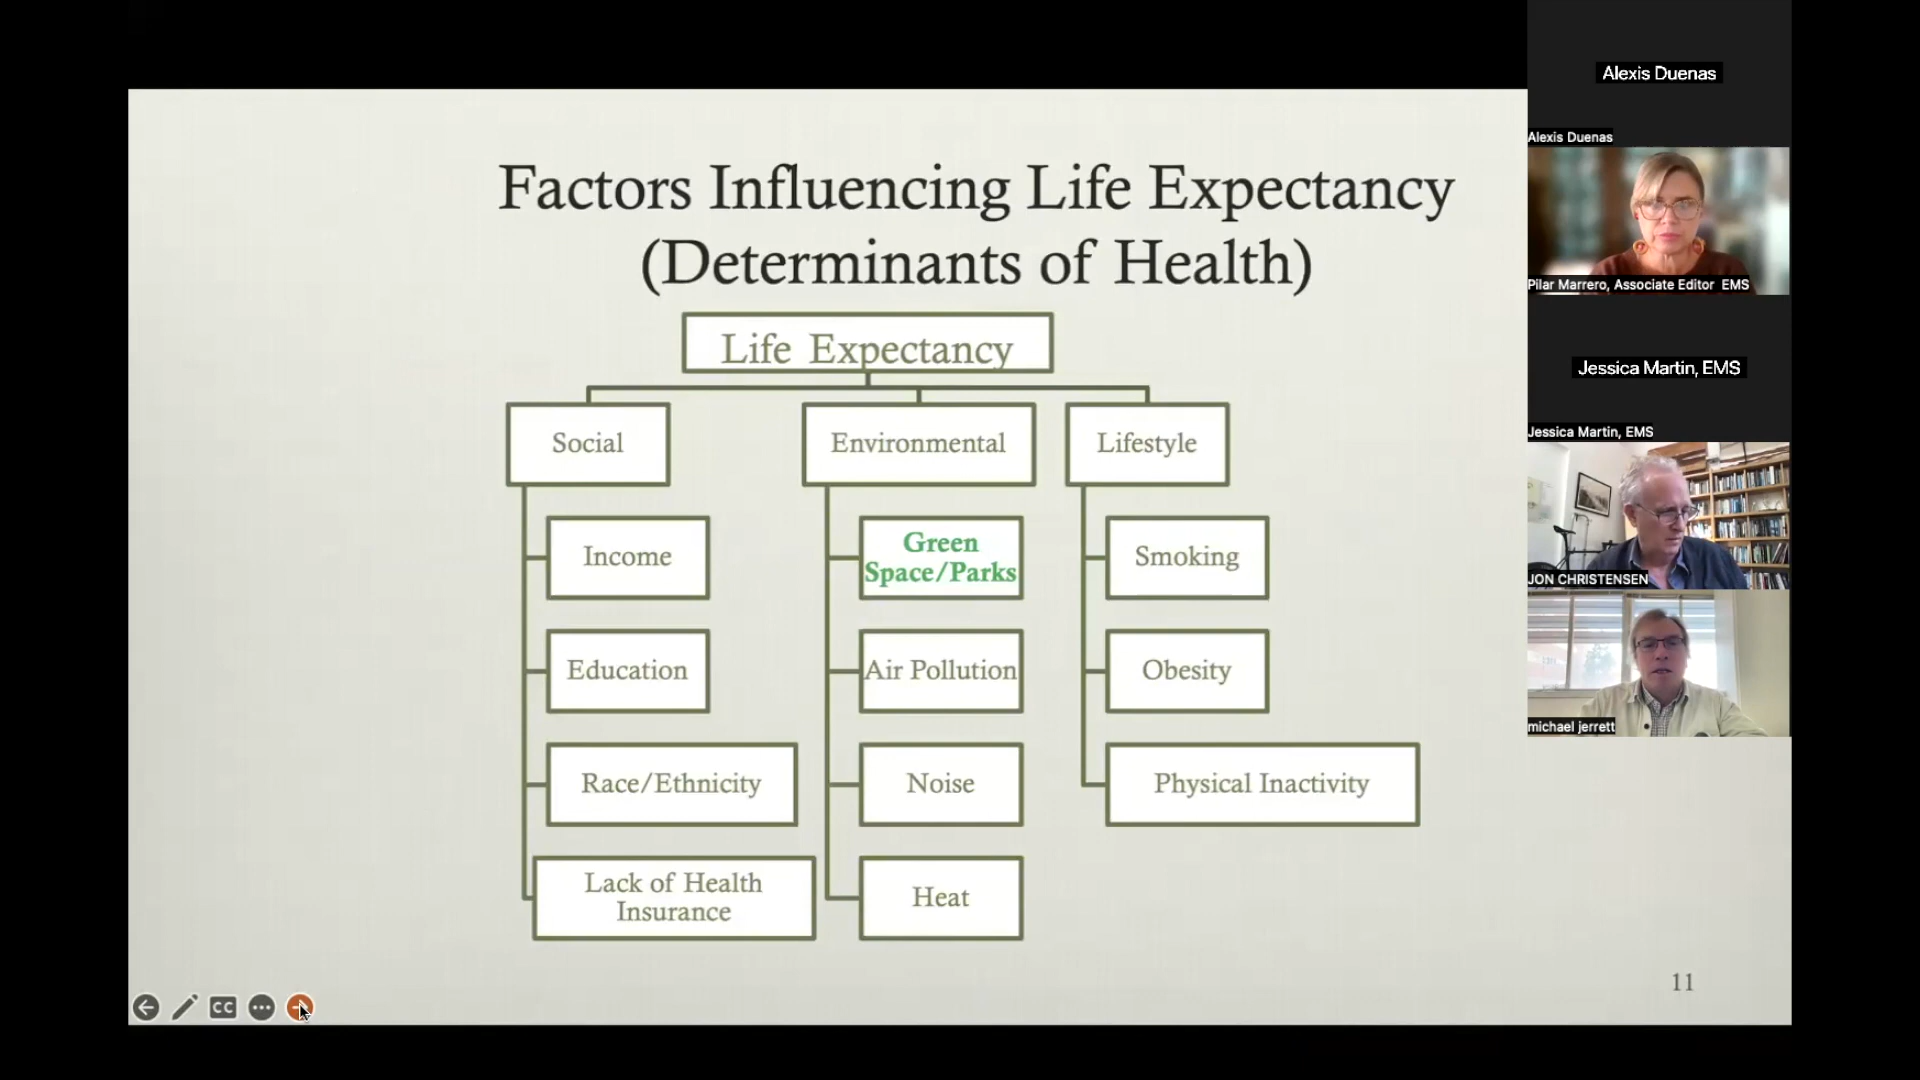 Factors Influencing Life Expectancy
(Determinants of Health)
Life Expectancy
Social
Income
Education
Race/Ethnicity
Lack of Health
Insurance
Environmental
Green
Space/Parks
Air Pollution
Noise
Heat
Lifestyle
Smoking
Obesity
Physical Inactivity
11
CC
Alexis Duenas
Alexis Duenas
Pilar Marrero, Associate Editor EMS
Jessica Martin, EMS
Jessica Martin, EMS
JON CHRISTENSEN
michael jerrett